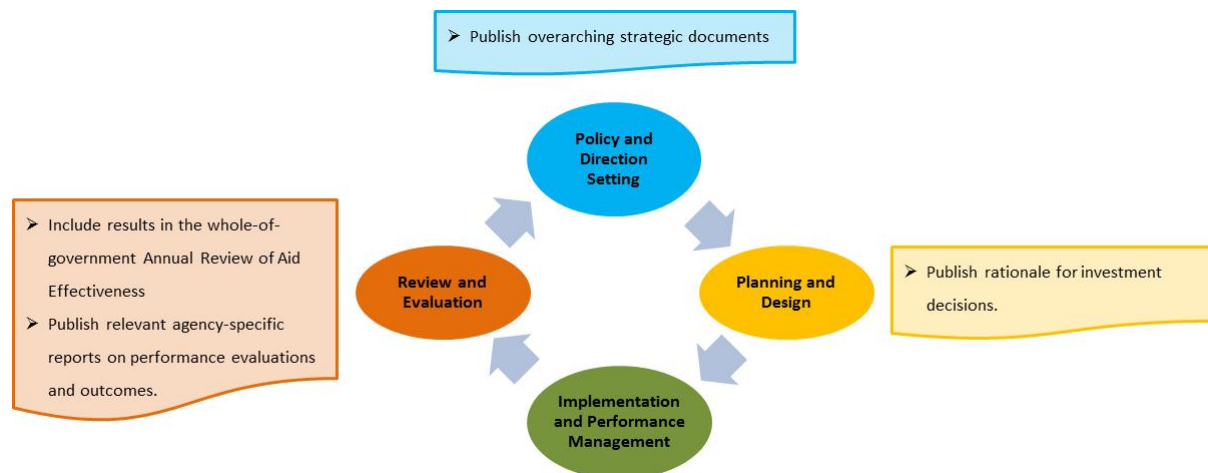 ➢ Publish overarching strategic documents
Policy and
Direction
Setting
➢ Include results in the whole-of-
government Annual Review of Aid
Effectiveness
➢ Publish relevant agency-specific
reports on performance evaluations
and outcomes.
Review and
Evaluation
Planning and
Design
➢ Publish rationale for investment
decisions.
Implementation
and Performance
Management